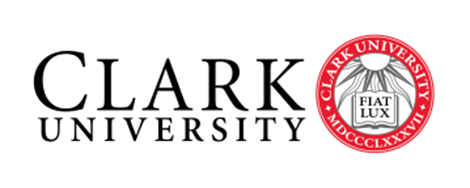 CLARK
UNIVERSITY
CLARK UNIVERSITY
FIAT
LUX
MDCCCLXXXVII